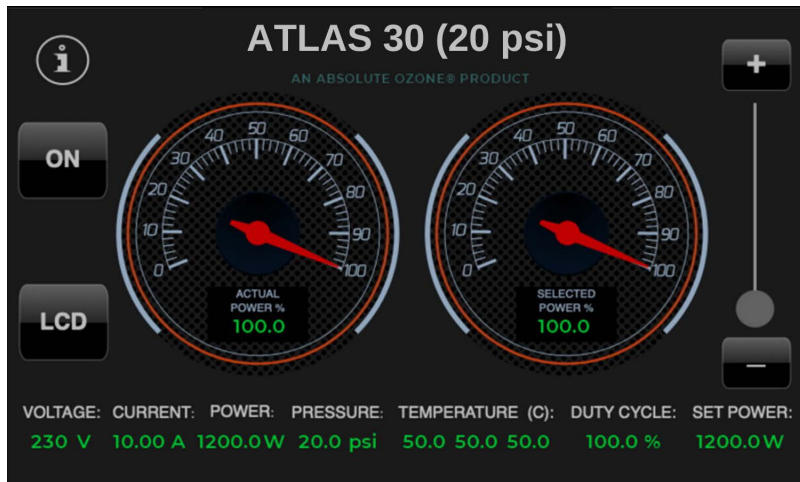 ATLAS 30 (20 psi)
AN ABSOLUTE OZONE® PRODUCT
i
+
ON
0 10 20 30 40 50 60 70 80 90 100
ACTUAL
POWER %
100.0
0 10 20 30 40 50 60 70 80 90 100
SELECTED
POWER %
100.0
LCD
–
VOLTAGE: CURRENT: POWER: PRESSURE: TEMPERATURE (C): DUTY CYCLE: SET POWER:
230 V 10.00 A 1200.0W 20.0 psi 50.0 50.0 50.0 100.0 % 1200.0W